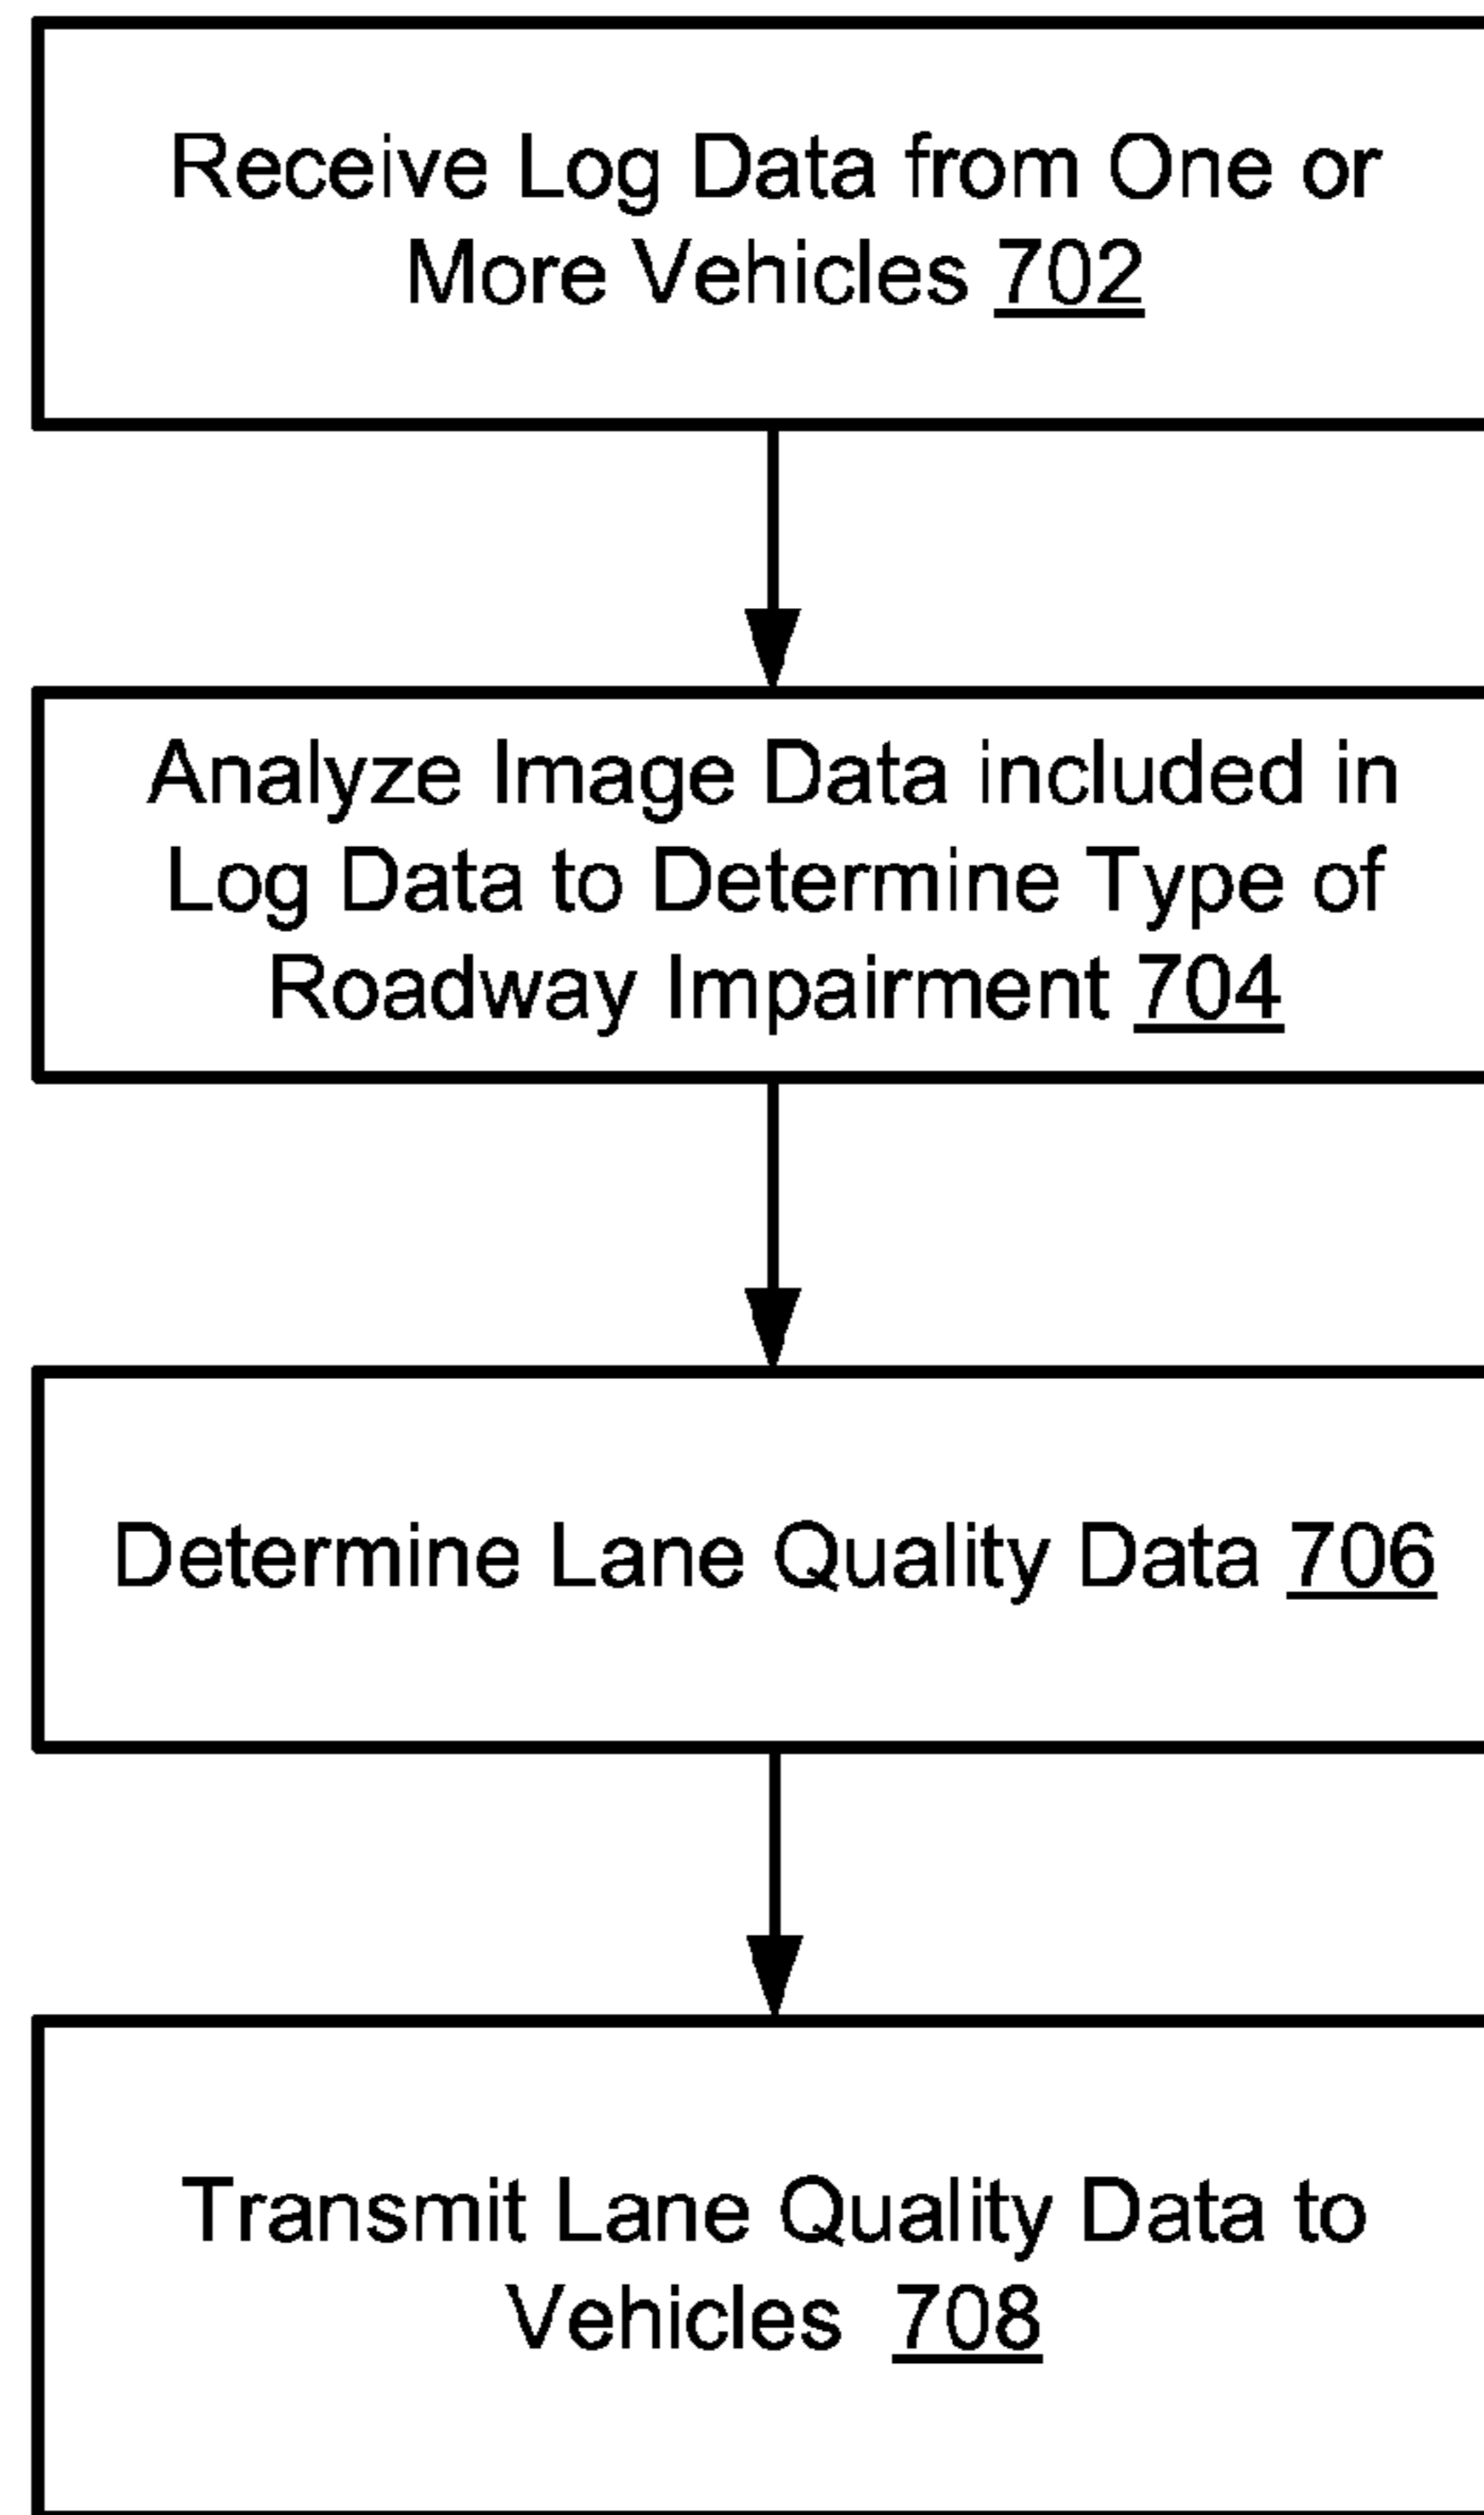 Receive Log Data from One or
More Vehicles 702
Analyze Image Data included in
Log Data to Determine Type of
Roadway Impairment 704
Determine Lane Quality Data 706
Transmit Lane Quality Data to
Vehicles 708